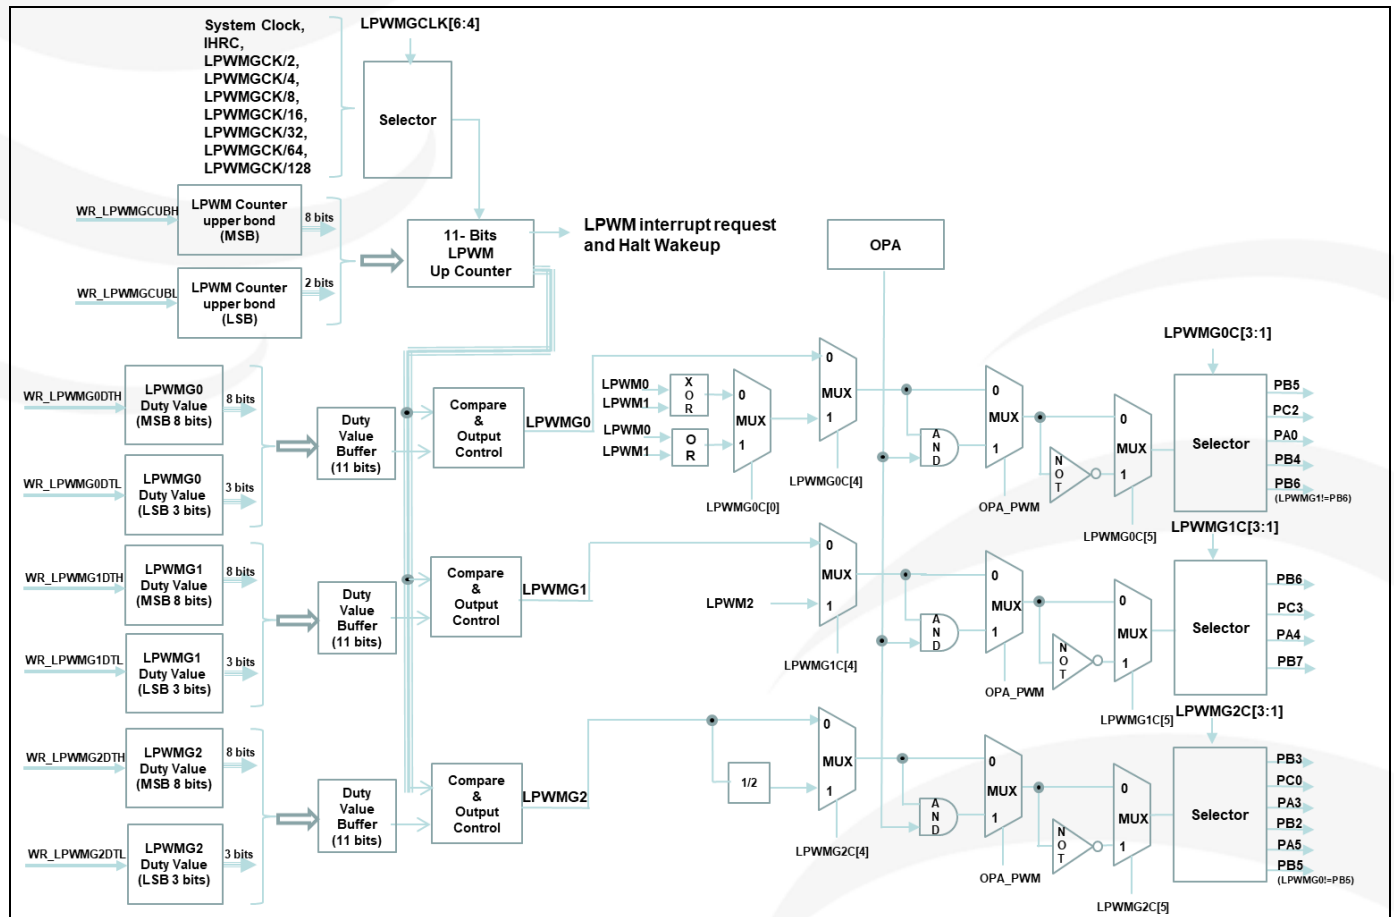 System Clock,
IHRC,
LPWMGCK/2,
LPWMGCK/4,
LPWMGCK/8,
LPWMGCK/16,
LPWMGCK/32,
LPWMGCK/64,
LPWMGCK/128
LPWMGCLK[6:4]
Selector
WR_LPWMGCUBH
LPWM Counter
upper bond
(MSB)
8 bits
WR_LPWMGCUBL
LPWM Counter
upper bond
(LSB)
2 bits
11- Bits
LPWM
Up Counter
LPWM interrupt request
and Halt Wakeup
OPA
WR_LPWMG0DTH
LPWMG0
Duty Value
(MSB 8 bits)
8 bits
WR_LPWMG0DTL
LPWMG0
Duty Value
(LSB 3 bits)
3 bits
Duty
Value
Buffer
(11 bits)
Compare
&
Output
Control
LPWMG0
LPWM0
LPWM1
XOR
LPWM0
LPWM1
OR
0
MUX
1
LPWMG0C[0]
0
MUX
1
LPWMG0C[4]
AND
0
MUX
1
OPA_PWM
NOT
0
MUX
1
LPWMG0C[5]
LPWMG0C[3:1]
Selector
PB5
PC2
PA0
PB4
PB6
(LPWMG1!=PB6)
WR_LPWMG1DTH
LPWMG1
Duty Value
(MSB 8 bits)
8 bits
WR_LPWMG1DTL
LPWMG1
Duty Value
(LSB 3 bits)
3 bits
Duty
Value
Buffer
(11 bits)
Compare
&
Output
Control
LPWMG1
LPWM2
0
MUX
1
LPWMG1C[4]
AND
0
MUX
1
OPA_PWM
NOT
0
MUX
1
LPWMG1C[5]
LPWMG1C[3:1]
Selector
PB6
PC3
PA4
PB7
WR_LPWMG2DTH
LPWMG2
Duty Value
(MSB 8 bits)
8 bits
WR_LPWMG2DTL
LPWMG2
Duty Value
(LSB 3 bits)
3 bits
Duty
Value
Buffer
(11 bits)
Compare
&
Output
Control
LPWMG2
1/2
0
MUX
1
LPWMG2C[4]
AND
0
MUX
1
OPA_PWM
NOT
0
MUX
1
LPWMG2C[5]
LPWMG2C[3:1]
Selector
PB3
PC0
PA3
PB2
PA5
PB5
(LPWMG0!=PB5)